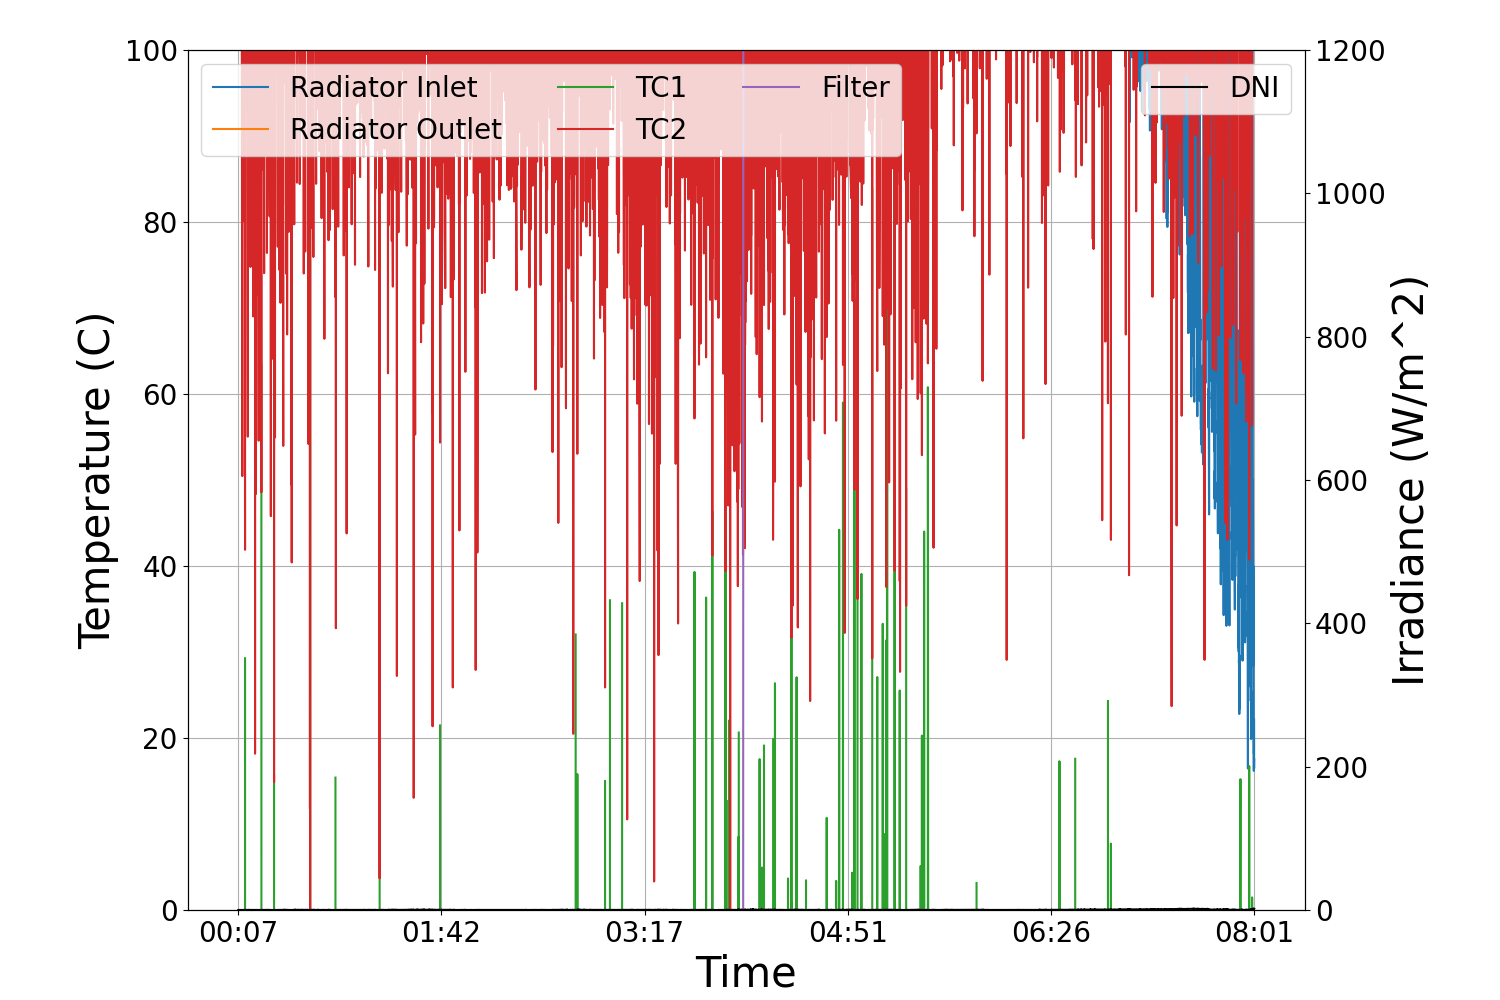 100
80
60
40
20
0
Temperature (C)
Radiator Inlet
Radiator Outlet
TC1
TC2
Filter
DNI
1200
1000
800
600
400
200
0
Irradiance (W/m^2)
00:07 01:42 03:17 04:51 06:26 08:01
Time